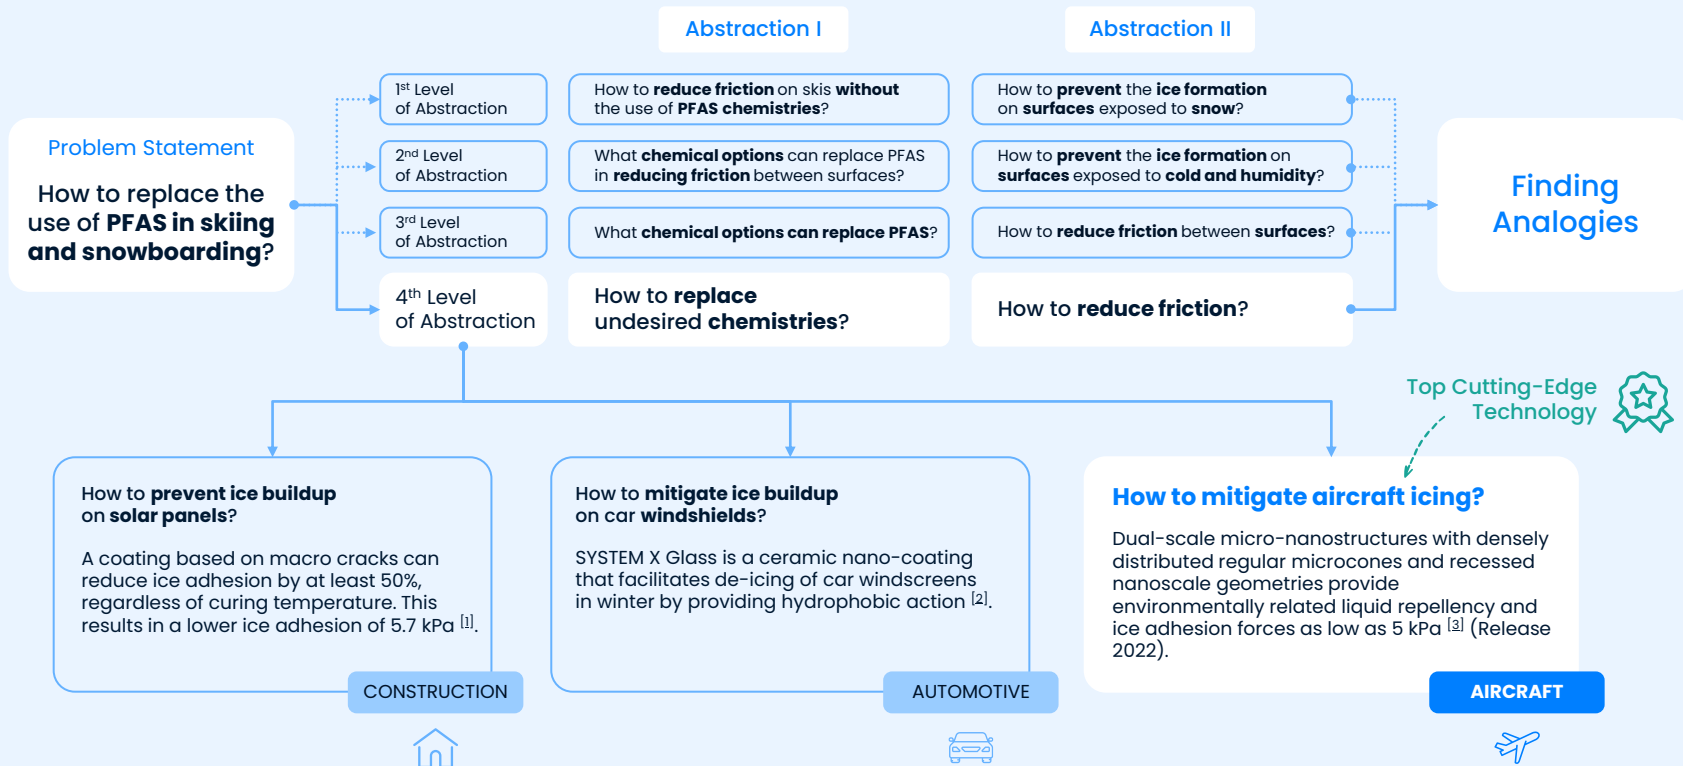 Abstraction I
Abstraction II
Problem Statement
How to replace the
use of PFAS in skiing
and snowboarding?
1st Level
of Abstraction
How to reduce friction on skis without
the use of PFAS chemistries?
How to prevent the ice formation
on surfaces exposed to snow?
2nd Level
of Abstraction
What chemical options can replace PFAS
in reducing friction between surfaces?
How to prevent the ice formation on
surfaces exposed to cold and humidity?
3rd Level
of Abstraction
What chemical options can replace PFAS?
How to reduce friction between surfaces?
4th Level
of Abstraction
How to replace
undesired chemistries?
How to reduce friction?
Finding
Analogies
Top Cutting-Edge
Technology
How to prevent ice buildup
on solar panels?
A coating based on macro cracks can
reduce ice adhesion by at least 50%,
regardless of curing temperature. This
results in a lower ice adhesion of 5.7 kPa [1].
CONSTRUCTION
How to mitigate ice buildup
on car windshields?
SYSTEM X Glass is a ceramic nano-coating
that facilitates de-icing of car windscreens
in winter by providing hydrophobic action [2].
AUTOMOTIVE
How to mitigate aircraft icing?
Dual-scale micro-nanostructures with densely
distributed regular microcones and recessed
nanoscale geometries provide
environmentally related liquid repellency and
ice adhesion forces as low as 5 kPa [3] (Release
2022).
AIRCRAFT